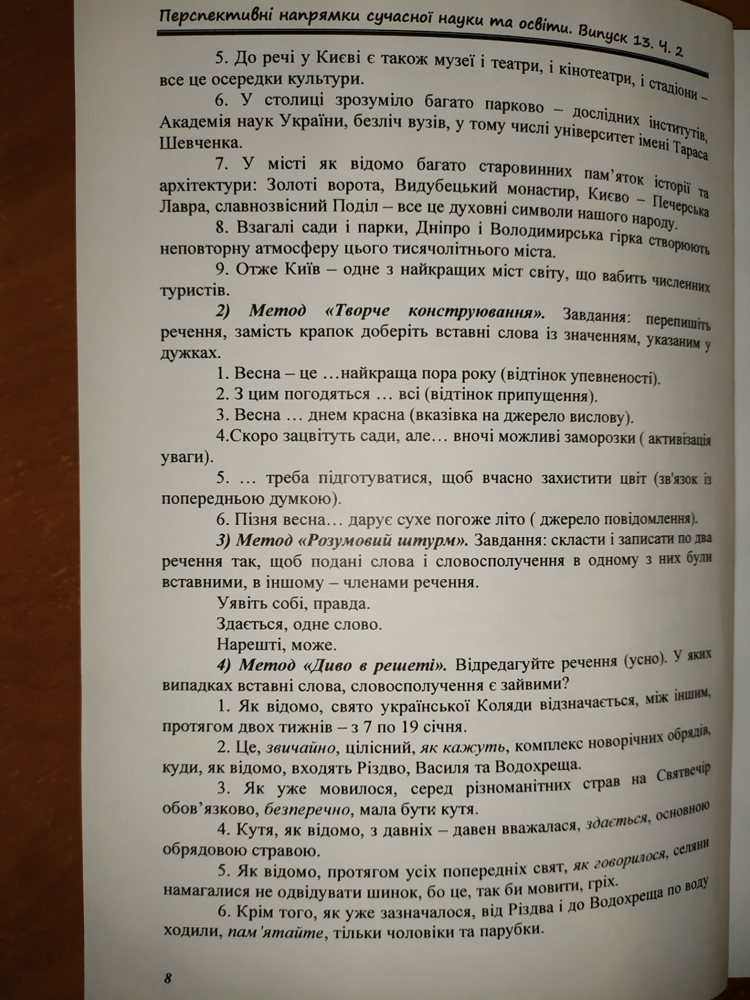 Перспективні напрямки сучасної науки та освіти. Випуск 13. Ч. 2
5. До речі у Києві є також музеї і театри, і кінотеатри, і стадіони –
все це осередки культури.
6. У столиці зрозуміло багато парково – дослідних інститутів,
Академія наук України, безліч вузів, у тому числі університет імені Тараса
Шевченка.
7. У місті як відомо багато старовинних пам’яток історії та
архітектури: Золоті ворота, Видубецький монастир, Києво – Печерська
Лавра, славнозвісний Поділ – все це духовні символи нашого народу.
8. Взагалі сади і парки, Дніпро і Володимирська гірка створюють
неповторну атмосферу цього тисячолітнього міста.
9. Отже Київ – одне з найкращих міст світу, що вабить численних
туристів.
2) Метод «Творче конструювання». Завдання: перепишіть
речення, замість крапок доберіть вставні слова із значенням, указаним у
дужках.
1. Весна – це …найкраща пора року (відтінок упевненості).
2. З цим погодяться … всі (відтінок припущення).
3. Весна … днем красна (вказівка на джерело вислову).
4.Скоро зацвітуть сади, але… вночі можливі заморозки ( активізація
уваги).
5. … треба підготуватися, щоб вчасно захистити цвіт (зв'язок із
попередньою думкою).
6. Пізня весна… дарує сухе погоже літо ( джерело повідомлення).
3) Метод «Розумовий штурм». Завдання: скласти і записати по два
речення так, щоб подані слова і словосполучення в одному з них були
вставними, в іншому – членами речення.
Уявіть собі, правда.
Здається, одне слово.
Нарешті, може.
4) Метод «Диво в решеті». Відредагуйте речення (усно). У яких
випадках вставні слова, словосполучення є зайвими?
1. Як відомо, свято української Коляди відзначається, між іншим,
протягом двох тижнів – з 7 по 19 січня.
2. Це, звичайно, цілісний, як кажуть, комплекс новорічних обрядів,
куди, як відомо, входять Різдво, Василя та Водохреща.
3. Як уже мовилося, серед різноманітних страв на Святвечір
обов’язково, безперечно, мала бути кутя.
4. Кутя, як відомо, з давніх – давен вважалася, здається, основною
обрядовою стравою.
5. Як відомо, протягом усіх попередніх свят, як говорилося, селяни
намагалися не одвідувати шинок, бо це, так би мовити, гріх.
6. Крім того, як уже зазначалося, від Різдва і до Водохреща по воду
ходили, пам’ятайте, тільки чоловіки та парубки.
8